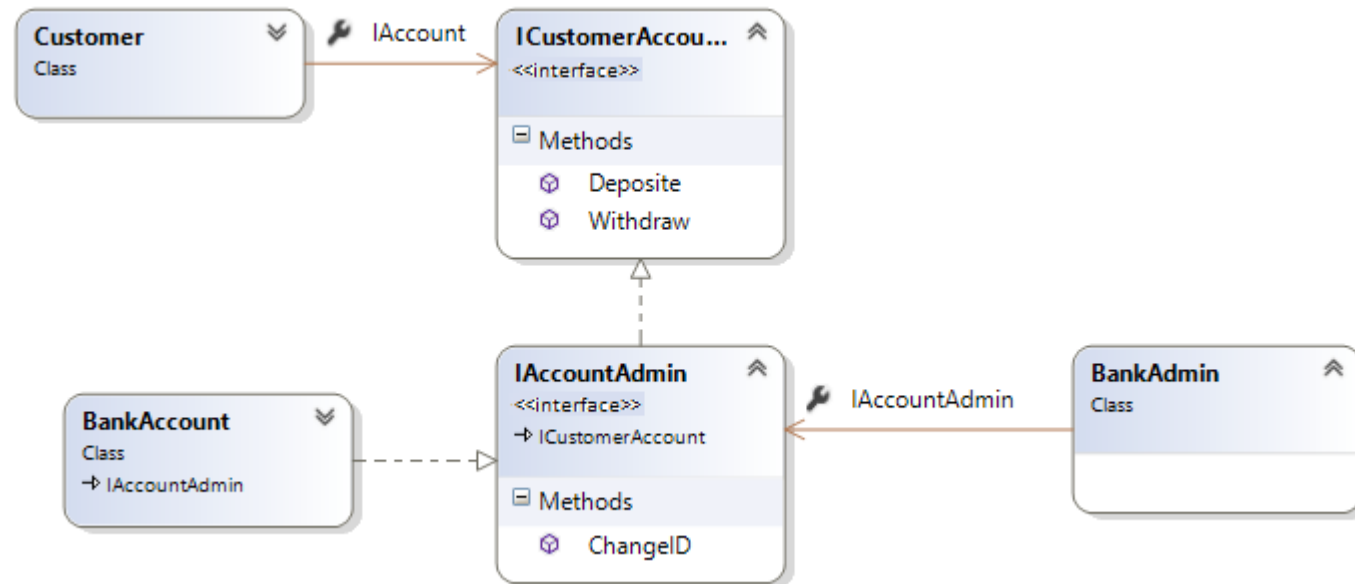 Customer
Class
IAccount
ICustomerAccou...
<<interface>>
Methods
Deposite
Withdraw
BankAccount
Class
IAccountAdmin
IAccountAdmin
<<interface>>
ICustomerAccount
Methods
ChangeID
IAccountAdmin
BankAdmin
Class